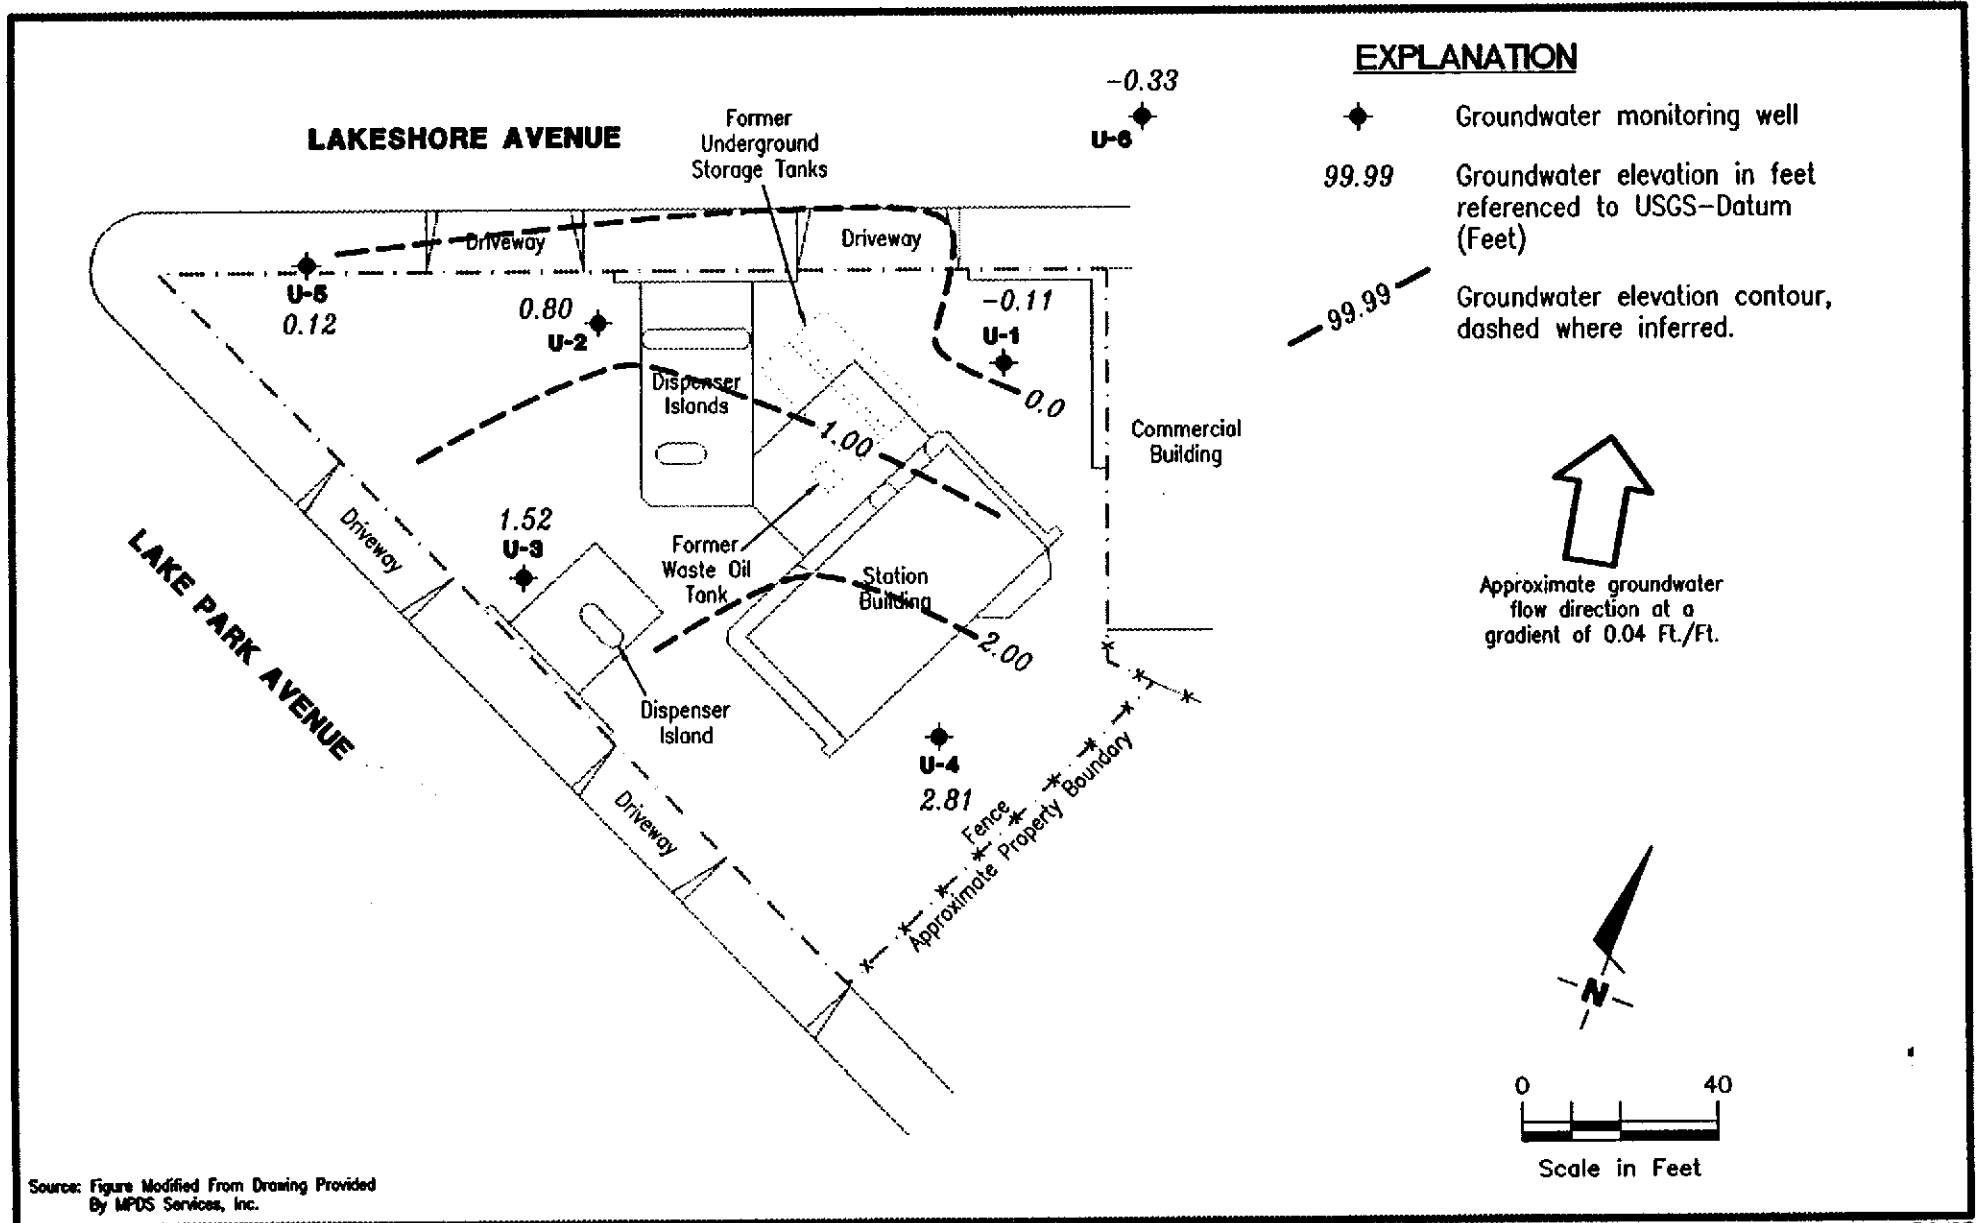 EXPLANATION
-0.33
U-6
Groundwater monitoring well
99.99
Groundwater elevation in feet
referenced to USGS-Datum
(Feet)
99.99
Groundwater elevation contour,
dashed where inferred.
LAKESHORE AVENUE
Former
Underground
Storage Tanks
Driveway
Driveway
U-5
0.12
0.80
U-2
-0.11
U-1
0.0
Dispenser
Islands
1.00
Commercial
Building
1.52
U-3
Driveway
LAKE PARK AVENUE
Former
Waste Oil
Tank
Station
Building
2.00
Approximate groundwater
flow direction at a
gradient of 0.04 Ft./Ft.
Dispenser
Island
U-4
2.81
Driveway
Fence
Approximate Property Boundary
N
0 40
Scale in Feet
Source: Figure Modified From Drawing Provided
By MPDS Services, Inc.